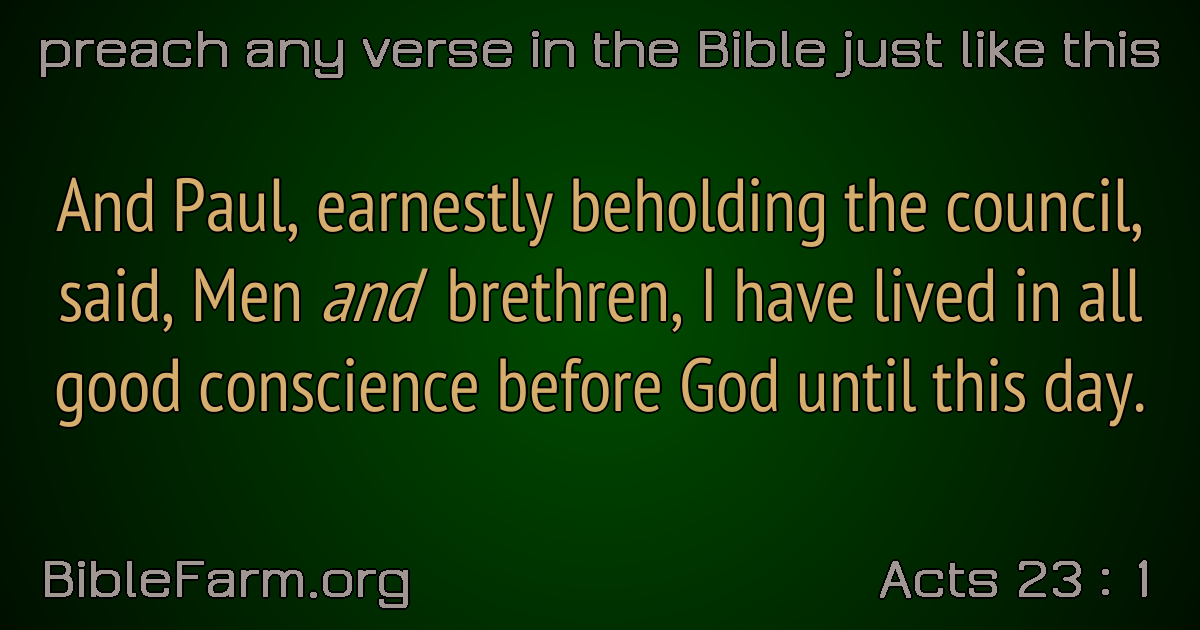 preach any verse in the Bible just like this
And Paul, earnestly beholding the council,
said, Men and brethren, I have lived in all
good conscience before God until this day.
BibleFarm.org
Acts 23 : 1